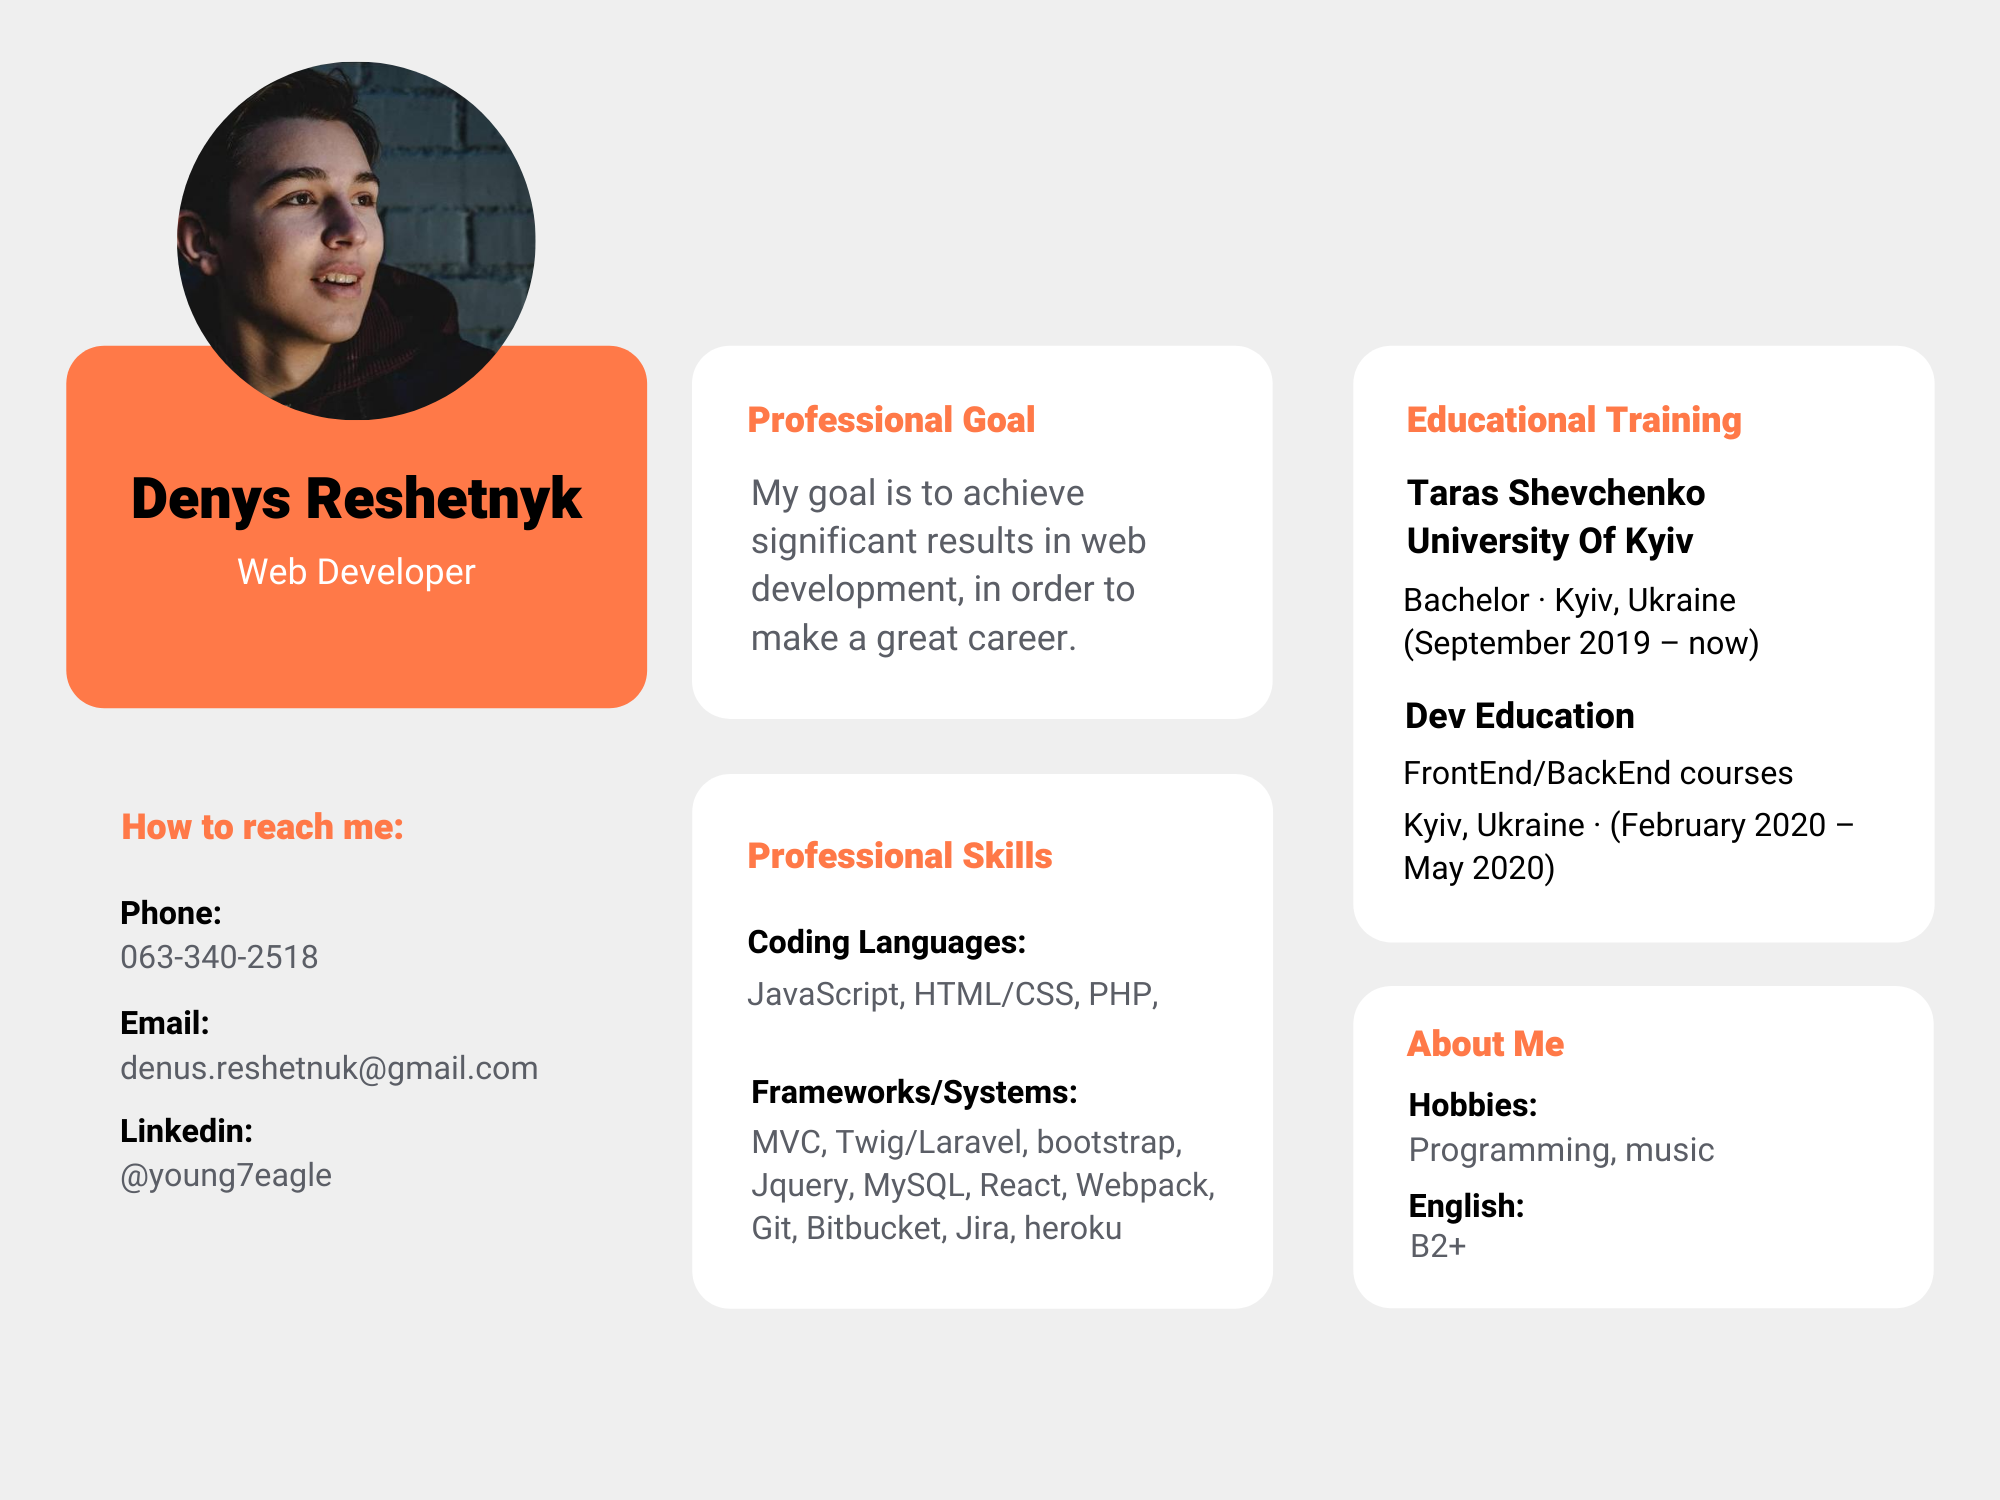 Denys Reshetnyk
Web Developer
How to reach me:
Phone:
063-340-2518
Email:
denus.reshetnuk@gmail.com
Linkedin:
@young7eagle
Professional Goal
My goal is to achieve
significant results in web
development, in order to
make a great career.
Professional Skills
Coding Languages:
JavaScript, HTML/CSS, PHP,
Frameworks/Systems:
MVC, Twig/Laravel, bootstrap,
Jquery, MySQL, React, Webpack,
Git, Bitbucket, Jira, heroku
Educational Training
Taras Shevchenko
University Of Kyiv
Bachelor · Kyiv, Ukraine
(September 2019 – now)
Dev Education
FrontEnd/BackEnd courses
Kyiv, Ukraine · (February 2020 –
May 2020)
About Me
Hobbies:
Programming, music
English:
B2+